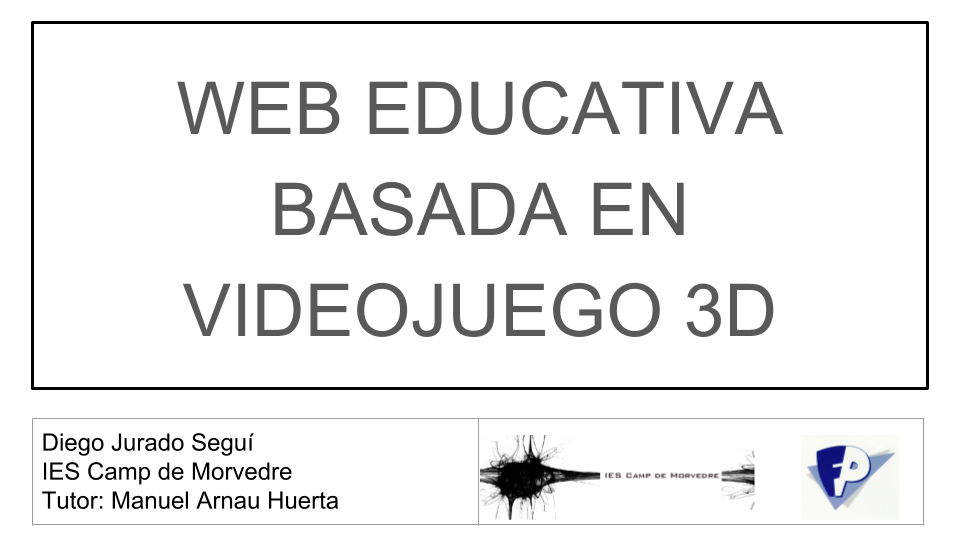 WEB EDUCATIVA
BASADA EN
VIDEOJUEGO 3D
Diego Jurado Seguí
IES Camp de Morvedre
Tutor: Manuel Arnau Huerta
IES CAMP DE MORVEDRE
FP